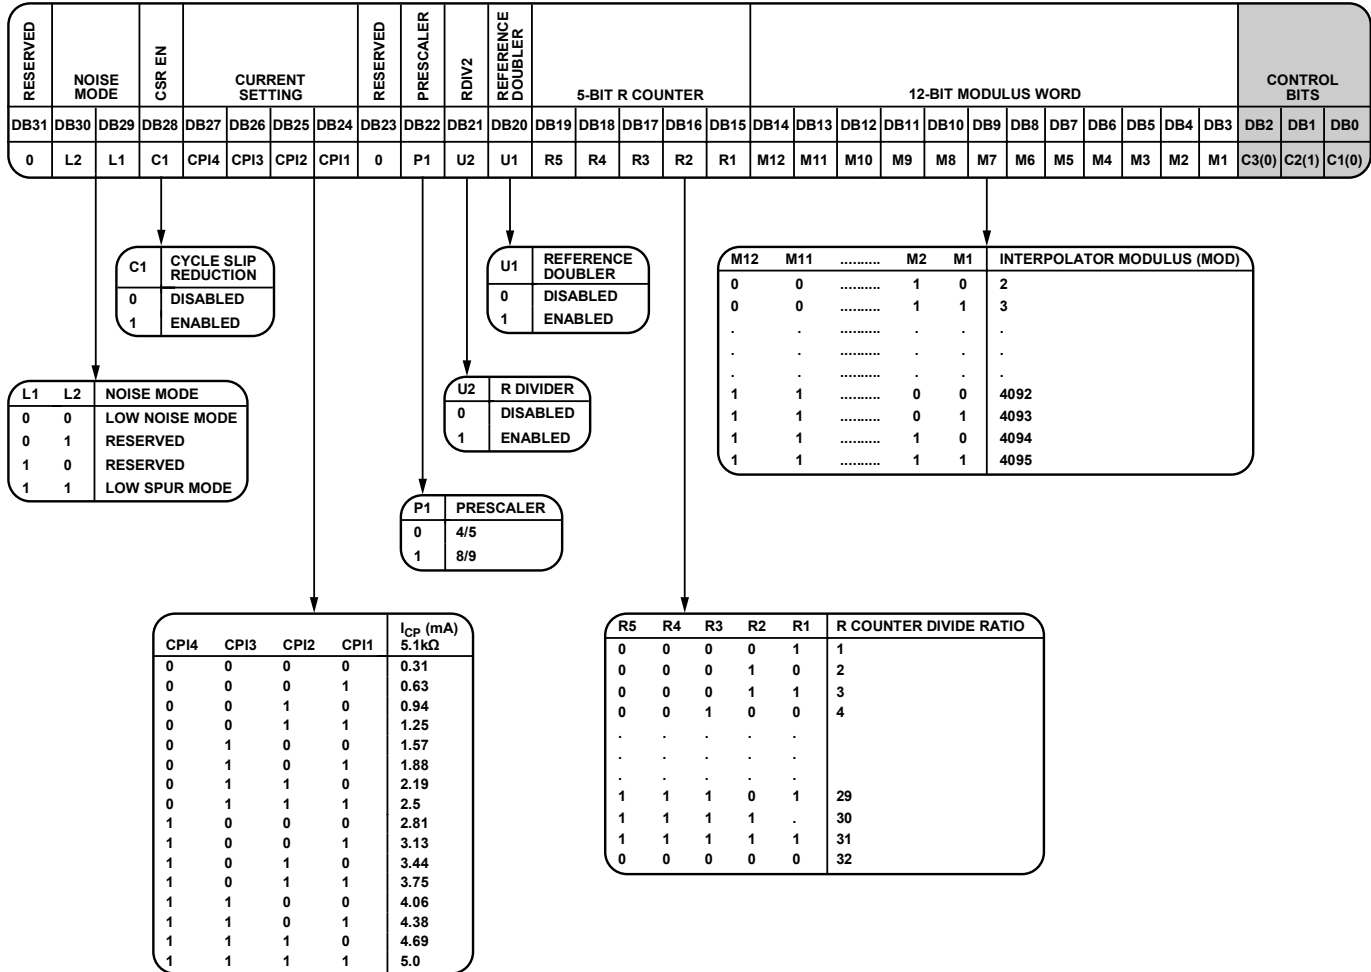 RESERVED
NOISE MODE
CSR EN
CURRENT SETTING
RESERVED
PRESCALER
RDIV2
REFERENCE DOUBLER
5-BIT R COUNTER
12-BIT MODULUS WORD
CONTROL BITS
DB31 DB30 DB29 DB28 DB27 DB26 DB25 DB24 DB23 DB22 DB21 DB20 DB19 DB18 DB17 DB16 DB15 DB14 DB13 DB12 DB11 DB10 DB9 DB8 DB7 DB6 DB5 DB4 DB3 DB2 DB1 DB0
0 L2 L1 C1 CPI4 CPI3 CPI2 CPI1 0 P1 U2 U1 R5 R4 R3 R2 R1 M12 M11 M10 M9 M8 M7 M6 M5 M4 M3 M2 M1 C3(0) C2(1) C1(0)
C1 CYCLE SLIP REDUCTION
0 DISABLED
1 ENABLED
U1 REFERENCE DOUBLER
0 DISABLED
1 ENABLED
M12 M11 .......... M2 M1 INTERPOLATOR MODULUS (MOD)
0 0 .......... 1 0 2
0 0 .......... 1 1 3
. . .......... . . .
. . .......... . . .
. . .......... . . .
1 1 .......... 0 0 4092
1 1 .......... 0 1 4093
1 1 .......... 1 0 4094
1 1 .......... 1 1 4095
L1 L2 NOISE MODE
0 0 LOW NOISE MODE
0 1 RESERVED
1 0 RESERVED
1 1 LOW SPUR MODE
U2 R DIVIDER
0 DISABLED
1 ENABLED
P1 PRESCALER
0 4/5
1 8/9
CPI4 CPI3 CPI2 CPI1 ICP (mA) 5.1kΩ
0 0 0 0 0.31
0 0 0 1 0.63
0 0 1 0 0.94
0 0 1 1 1.25
0 1 0 0 1.57
0 1 0 1 1.88
0 1 1 0 2.19
0 1 1 1 2.5
1 0 0 0 2.81
1 0 0 1 3.13
1 0 1 0 3.44
1 0 1 1 3.75
1 1 0 0 4.06
1 1 0 1 4.38
1 1 1 0 4.69
1 1 1 1 5.0
R5 R4 R3 R2 R1 R COUNTER DIVIDE RATIO
0 0 0 0 1 1
0 0 0 1 0 2
0 0 0 1 1 3
0 0 1 0 0 4
. . . . .
. . . . .
. . . . .
1 1 1 0 1 29
1 1 1 1 . 30
1 1 1 1 1 31
0 0 0 0 0 32